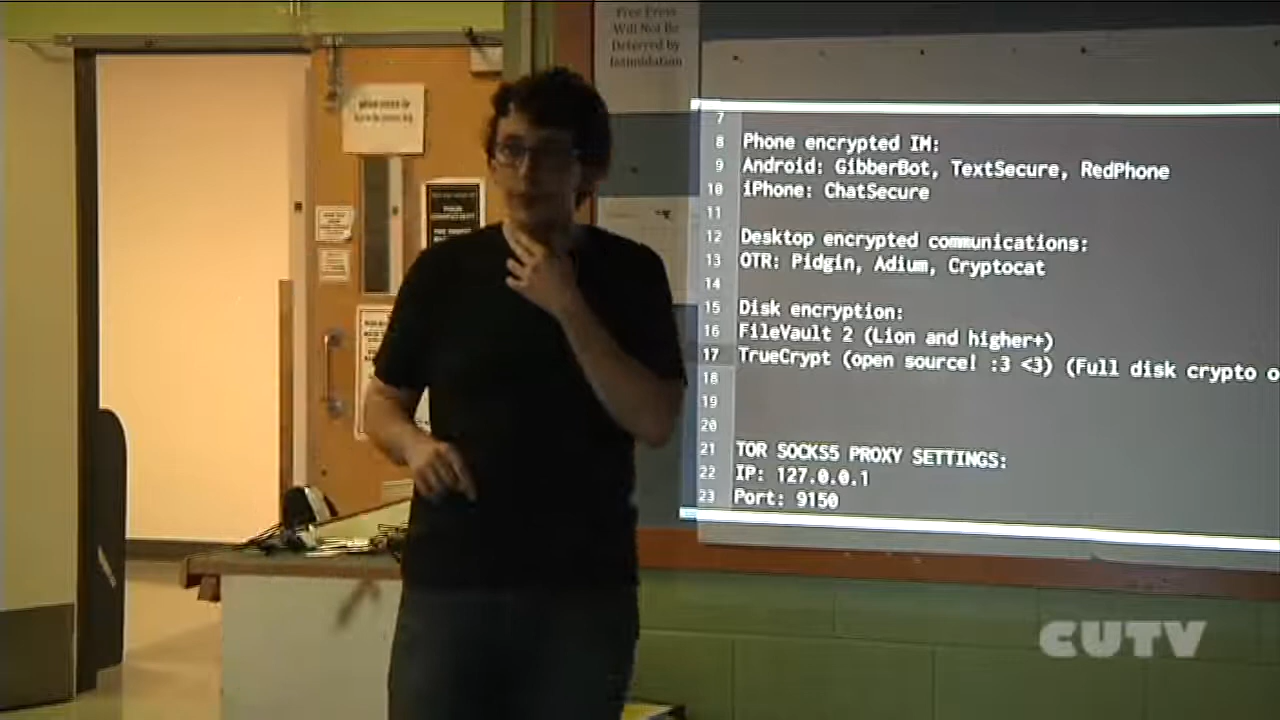 Free Press
Will Not Be
Deterred by
Intimidation
7
8 Phone encrypted IM:
9 Android: GibberBot, TextSecure, RedPhone
10 iPhone: ChatSecure
11
12 Desktop encrypted communications:
13 OTR: Pidgin, Adium, Cryptocat
14
15 Disk encryption:
16 FileVault 2 (Lion and higher+)
17 TrueCrypt (open source! :3 <3) (Full disk crypto o
18
19
20
21 TOR SOCKS5 PROXY SETTINGS:
22 IP: 127.0.0.1
23 Port: 9150
CUTV